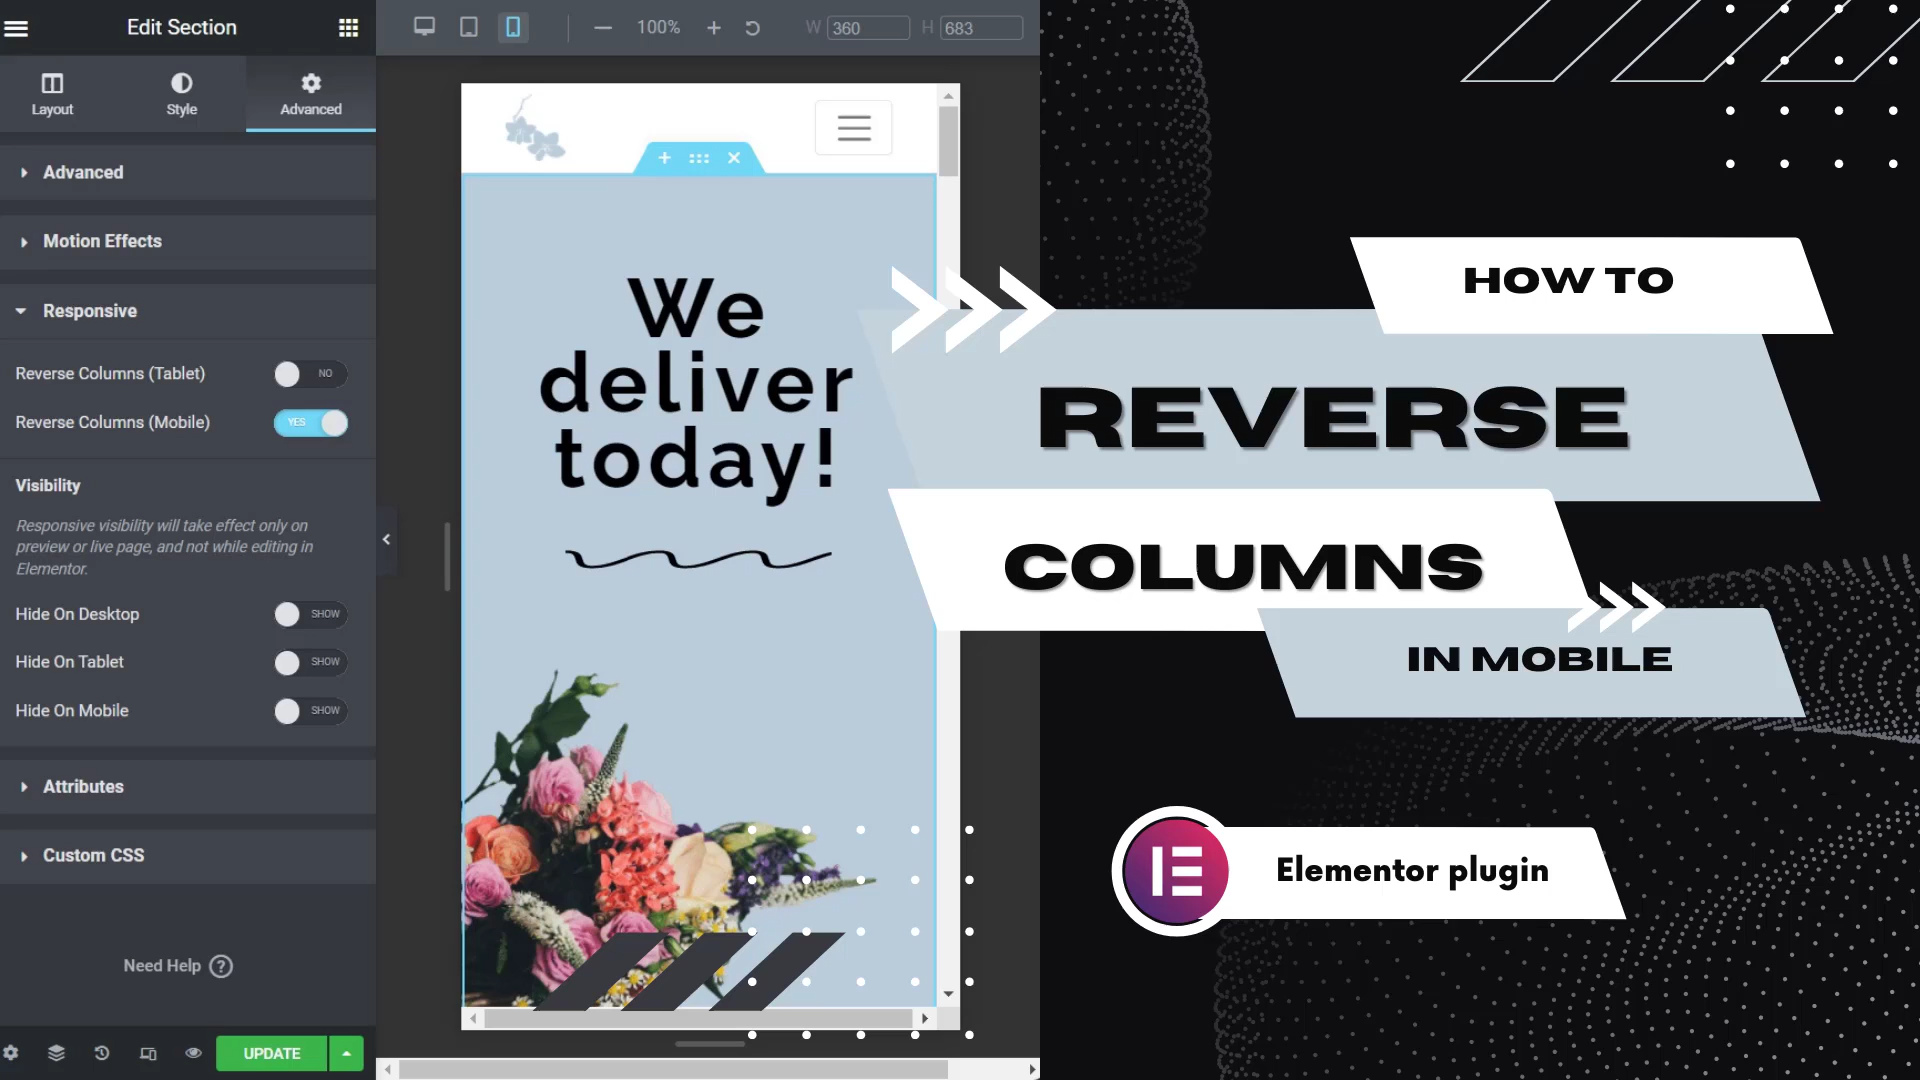 Edit Section
Layout
Style
Advanced
Advanced
Motion Effects
Responsive
Reverse Columns (Tablet)
NO
Reverse Columns (Mobile)
YES
Visibility
Responsive visibility will take effect only on
preview or live page, and not while editing in
Elementor.
Hide On Desktop
SHOW
Hide On Tablet
SHOW
Hide On Mobile
SHOW
Attributes
Custom CSS
Need Help ?
UPDATE
100%
W 360
H 683
We
deliver
today!
HOW TO
REVERSE
COLUMNS
IN MOBILE
Elementor plugin